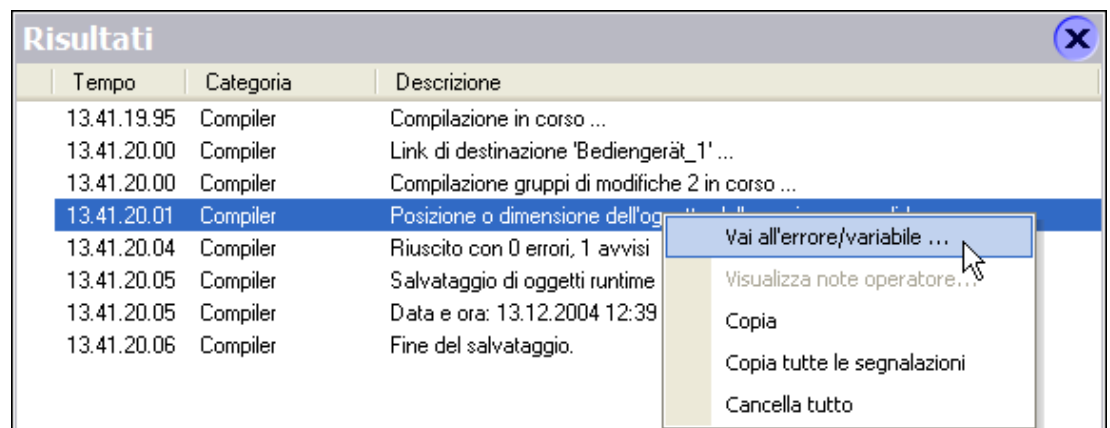 Risultati
Tempo Categoria Descrizione
13.41.19.95 Compiler Compilazione in corso ...
13.41.20.00 Compiler Link di destinazione 'Bediengerät_1' ...
13.41.20.00 Compiler Compilazione gruppi di modifiche 2 in corso ...
13.41.20.01 Compiler Posizione o dimensione
13.41.20.04 Compiler Riuscito con 0 errori, 1 avvisi
13.41.20.05 Compiler Salvataggio di oggetti runtime
13.41.20.05 Compiler Data e ora: 13.12.2004 12:39
13.41.20.06 Compiler Fine del salvataggio.
Vai all'errore/variabile ...
Visualizza note operatore...
Copia
Copia tutte le segnalazioni
Cancella tutto